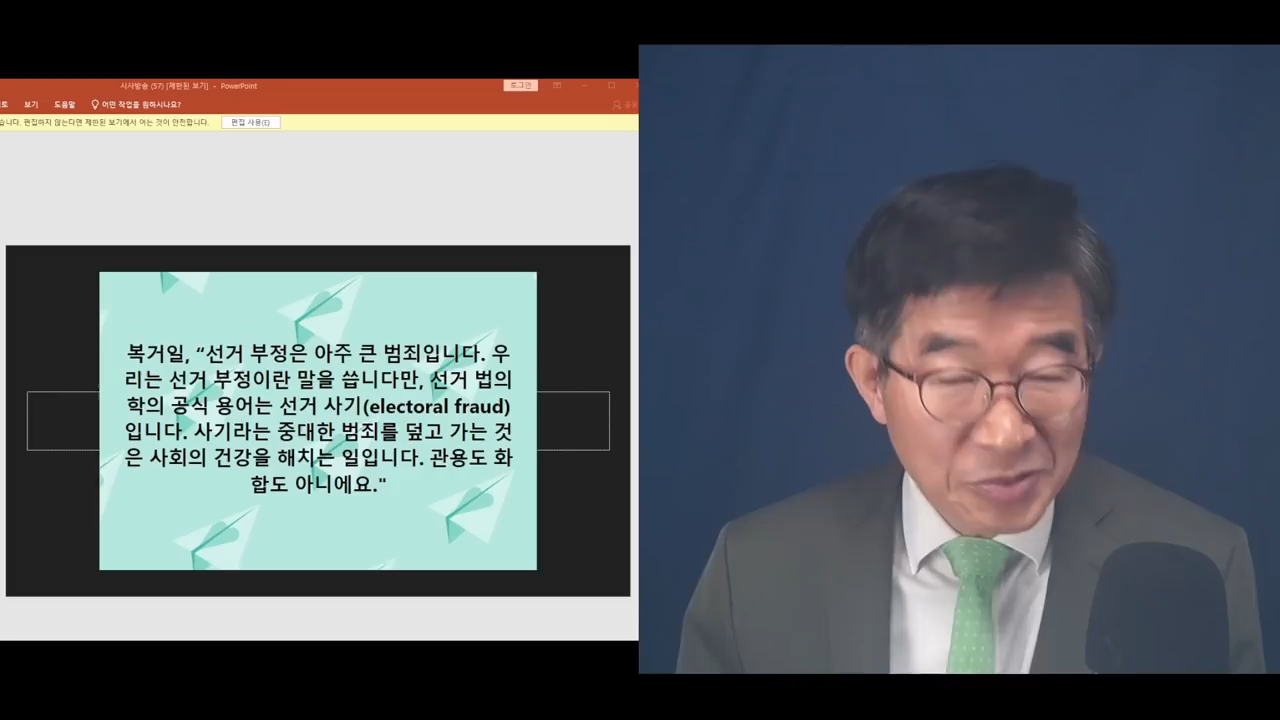 시사방송 (57) [제한된 보기] - PowerPoint
로그인
보기 도움말 어떤 작업을 원하시나요?
습니다. 편집하지 않는다면 제한된 보기에서 여는 것이 안전합니다. 편집 사용(E)
복거일, “선거 부정은 아주 큰 범죄입니다. 우
리는 선거 부정이란 말을 씁니다만, 선거 법의
학의 공식 용어는 선거 사기(electoral fraud)
입니다. 사기라는 중대한 범죄를 덮고 가는 것
은 사회의 건강을 해치는 일입니다. 관용도 화
합도 아니에요."